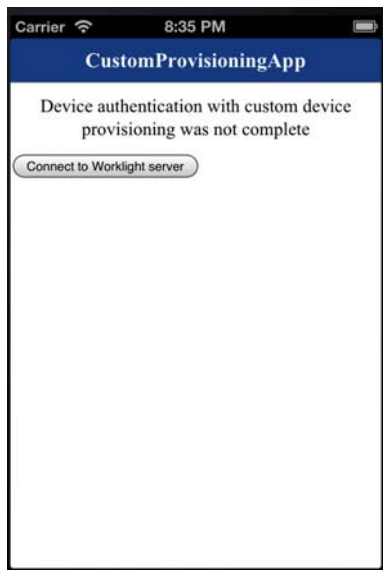 Carrier 8:35 PM
CustomProvisioningApp
Device authentication with custom device
provisioning was not complete
Connect to Worklight server